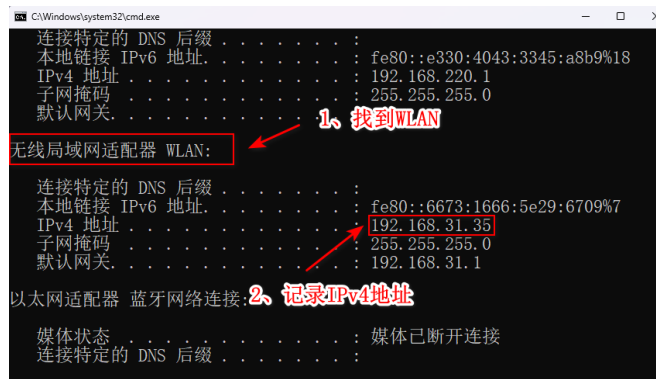 C:\Windows\system32\cmd.exe
连接特定的 DNS 后缀 . . . . . . . :
本地链接 IPv6 地址. . . . . . . . : fe80::e330:4043:3345:a8b9%18
IPv4 地址 . . . . . . . . . . . . : 192.168.220.1
子网掩码 . . . . . . . . . . . . : 255.255.255.0
默认网关. . . . . . . . . . . . . :
1、找到WLAN
无线局域网适配器 WLAN:
连接特定的 DNS 后缀 . . . . . . . :
本地链接 IPv6 地址. . . . . . . . : fe80::6673:1666:5e29:6709%7
IPv4 地址 . . . . . . . . . . . . : 192.168.31.35
子网掩码 . . . . . . . . . . . . : 255.255.255.0
默认网关. . . . . . . . . . . . . : 192.168.31.1
以太网适配器 蓝牙网络连接:
2、记录IPv4地址
媒体状态 . . . . . . . . . . . . : 媒体已断开连接
连接特定的 DNS 后缀 . . . . . . . :